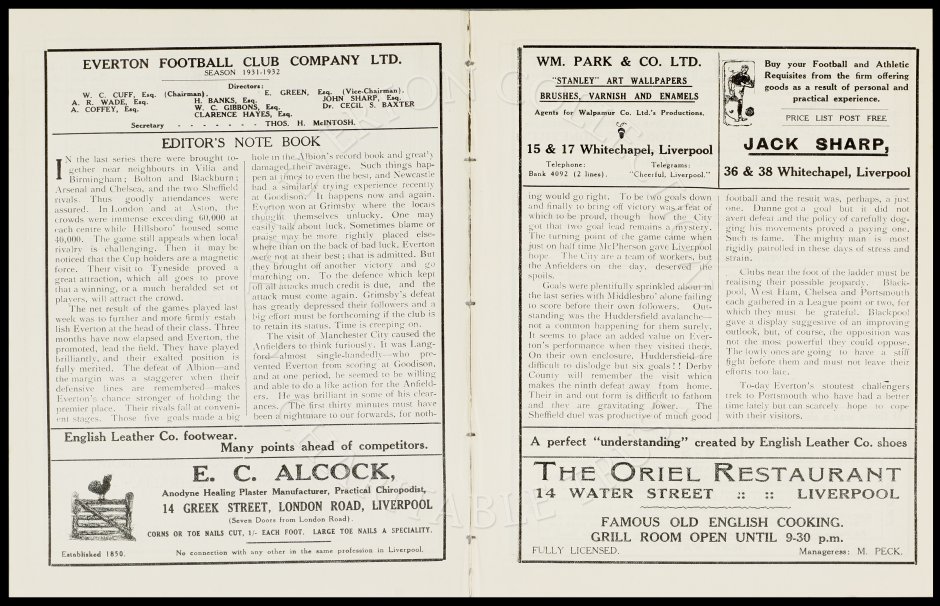 EVERTON FOOTBALL CLUB COMPANY LTD.
SEASON 1931-1932
Directors:
W. C. CUFF, Esq. (Chairman). E. GREEN, Esq. (Vice-Chairman).
A. R. WADE, Esq. H. BANKS, Esq. JOHN SHARP, Esq.
A. COFFEY, Esq. W. C. GIBBONS, Esq. Dr. CECIL S. BAXTER
CLARENCE HAYES, Esq.
Secretary - - - - - - - THOS. H. McINTOSH.
EDITOR'S NOTE BOOK
IN the last series there were brought to-
gether near neighbours in Villa and
Birmingham; Bolton and Blackburn;
Arsenal and Chelsea, and the two Sheffield
rivals. Thus goodly attendances were
assured. In London and at Aston, the
crowds were immense exceeding 60,000 at
each centre while Hillsboro' housed some
40,000. The game still appeals when local
rivalry is challenging. Then it may be
noticed that the Cup holders are a magnetic
force. Their visit to Tyneside proved a
great attraction, which all goes to prove
that a winning, or a much heralded set or
players, will attract the crowd.
The net result of the games played last
week was to further and more firmly estab-
lish Everton at the head of their class. Three
months have now elapsed and Everton, the
promoted, lead the field. They have played
brilliantly, and their exalted position is
fully merited. The defeat of Albion—and
the margin was a staggerer when their
defensive lines are remembered—makes
Everton's chance stronger of holding the
premier place. Their rivals fall at conveni-
ent stages. Those five goals made a big
hole in the Albion's record book and greatly
damaged their average. Such things hap-
pen at times to even the best, and Newcastle
had a similarly trying experience recently
at Goodison. It happens now and again.
Everton won at Grimsby where the locals
thought themselves unlucky. One may
easily talk about luck. Sometimes blame or
praise may be more rightly placed else-
where than on the back of bad luck. Everton
were not at their best; that is admitted. But
they brought off another victory and go
marching on. To the defence which kept
off all attacks much credit is due, and the
attack must come again. Grimsby's defeat
has greatly depressed their followers and a
big effort must be forthcoming if the club is
to retain its status. Time is creeping on.
The visit of Manchester City caused the
Anfielders to think furiously. It was Lang-
ford—almost single-handedly—who pre-
vented Everton from scoring at Goodison,
and at one period, he seemed to be willing
and able to do a like action for the Anfield-
ers. He was brilliant in some of his clear-
ances. The first thirty minutes must have
been a nightmare to our forwards, for noth-
English Leather Co. footwear.
Many points ahead of competitors.
E. C. ALCOCK,
Anodyne Healing Plaster Manufacturer, Practical Chiropodist,
14 GREEK STREET, LONDON ROAD, LIVERPOOL
(Seven Doors from London Road).
CORNS OR TOE NAILS CUT, 1/- EACH FOOT. LARGE TOE NAILS A SPECIALITY.
Established 1850. No connection with any other in the same profession in Liverpool.
WM. PARK & CO. LTD.
"STANLEY" ART WALLPAPERS
BRUSHES, VARNISH AND ENAMELS
Agents for Walpamur Co. Ltd.'s Productions.
15 & 17 Whitechapel, Liverpool
Telephone: Telegrams:
Bank 4092 (2 lines). "Cheerful, Liverpool."
Buy your Football and Athletic
Requisites from the firm offering
goods as a result of personal and
practical experience.
PRICE LIST POST FREE
JACK SHARP,
36 & 38 Whitechapel, Liverpool
ing would go right. To be two goals down
and finally to bring off victory was a feat of
which to be proud, though how the City
got that two goal lead remains a mystery.
The turning point of the game came when
just on half time McPherson gave Liverpool
hope. The City are a team of workers, but
the Anfielders on the day, deserved the
spoils.
Goals were plentifully sprinkled about in
the last series with Middlesbro' alone failing
to score before their own followers. Out-
standing was the Huddersfield avalanche—
not a common happening for them surely.
It seems to place an added value on Ever-
ton's performance when they visited there.
On their own enclosure, Huddersfield are
difficult to dislodge but six goals!! Derby
County will remember the visit which
makes the ninth defeat away from home.
Their in and out form is difficult to fathom
and they are gravitating lower. The
Sheffield duel was productive of much good
football and the result was, perhaps, a just
one. Dunne got a goal but it did not
avert defeat and the policy of carefully dog-
ging his movements proved a paying one.
Such is fame. The mighty man is most
rigidly patrolled in these days of stress and
strain.
Clubs near the foot of the ladder must be
realising their possible jeopardy. Black-
pool, West Ham, Chelsea and Portsmouth
each gathered in a League point or two, for
which they must be grateful. Blackpool
gave a display suggestive of an improving
outlook, but, of course, the opposition was
not the most powerful they could oppose.
The lowly ones are going to have a stiff
fight before them and must not leave their
efforts too late.
To-day Everton's stoutest challengers
trek to Portsmouth who have had a better
time lately but can scarcely hope to cope
with their visitors.
A perfect "understanding" created by English Leather Co. shoes
THE ORIEL RESTAURANT
14 WATER STREET :: :: LIVERPOOL
FAMOUS OLD ENGLISH COOKING.
GRILL ROOM OPEN UNTIL 9-30 p.m.
FULLY LICENSED. Manageress: M. PECK.